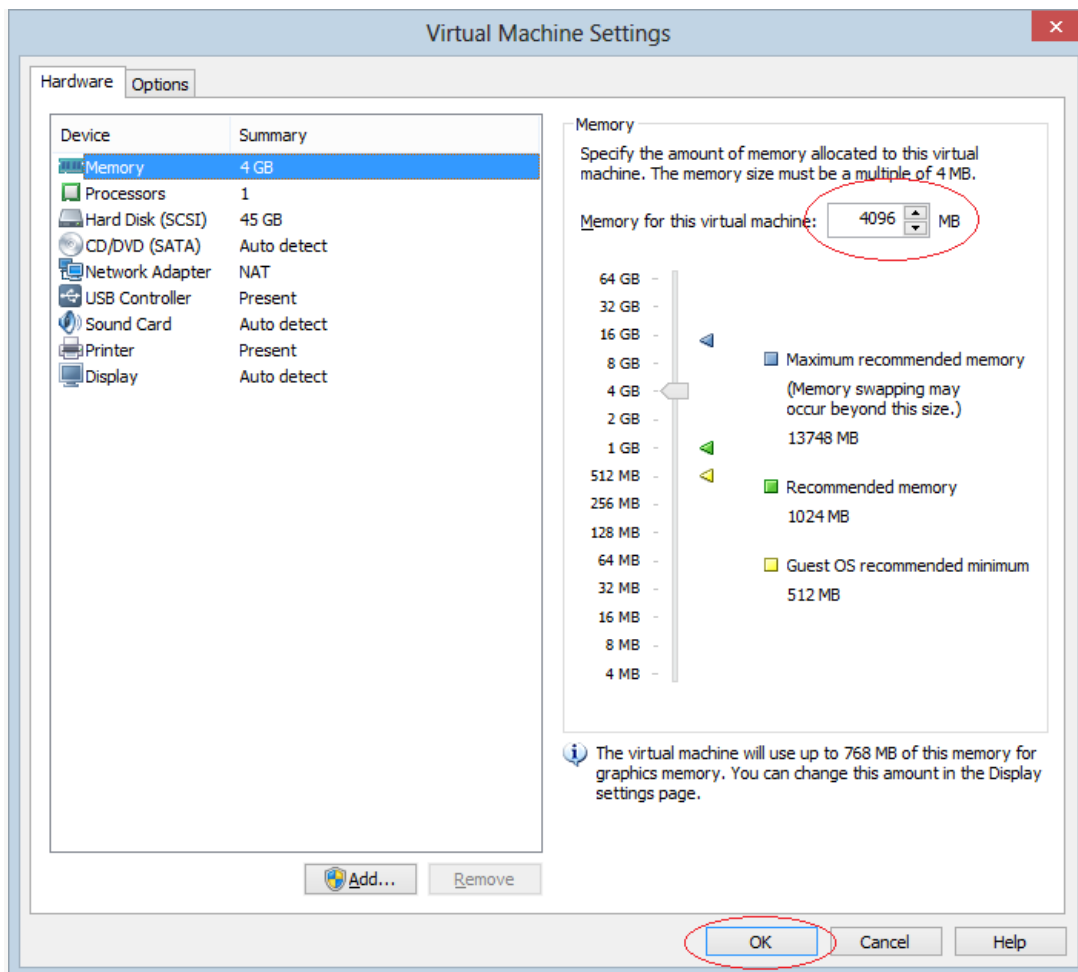 Virtual Machine Settings
Hardware
Options
Device Summary
Memory 4 GB
Processors 1
Hard Disk (SCSI) 45 GB
CD/DVD (SATA) Auto detect
Network Adapter NAT
USB Controller Present
Sound Card Auto detect
Printer Present
Display Auto detect
Add...
Remove
Memory
Specify the amount of memory allocated to this virtual
machine. The memory size must be a multiple of 4 MB.
Memory for this virtual machine: 4096 MB
64 GB
32 GB
16 GB
8 GB
4 GB
2 GB
1 GB
512 MB
256 MB
128 MB
64 MB
32 MB
16 MB
8 MB
4 MB
Maximum recommended memory
(Memory swapping may
occur beyond this size.)
13748 MB
Recommended memory
1024 MB
Guest OS recommended minimum
512 MB
The virtual machine will use up to 768 MB of this memory for
graphics memory. You can change this amount in the Display
settings page.
OK
Cancel
Help